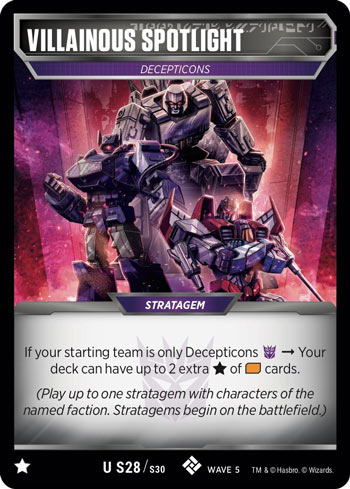 VILLAINOUS SPOTLIGHT
DECEPTICONS
STRATAGEM
If your starting team is only Decepticons → Your
deck can have up to 2 extra ★ of cards.
(Play up to one stratagem with characters of the
named faction. Stratagems begin on the battlefield.)
U S28/S30 WAVE 5 TM & © Hasbro. © Wizards.